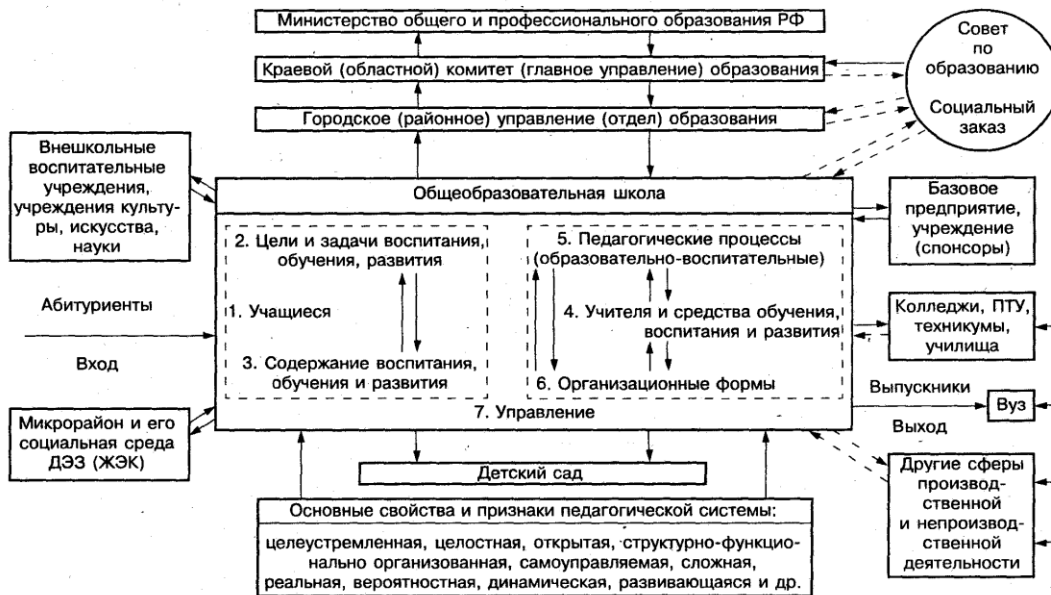 Министерство общего и профессионального образования РФ
Краевой (областной) комитет (главное управление) образования
Городское (районное) управление (отдел) образования
Совет
по
образованию
Социальный
заказ
Внешкольные
воспитательные
учреждения,
учреждения культу-
ры, искусства,
науки
Общеобразовательная школа
Базовое
предприятие,
учреждение
(спонсоры)
2. Цели и задачи воспитания,
обучения, развития
5. Педагогические процессы
(образовательно-воспитательные)
Абитуриенты
Вход
1. Учащиеся
4. Учителя и средства обучения,
воспитания и развития
Колледжи, ПТУ,
техникумы,
училища
3. Содержание воспитания,
обучения и развития
6. Организационные формы
7. Управление
Выпускники
Выход
Вуз
Микрорайон и его
социальная среда
ДЭЗ (ЖЭК)
Детский сад
Другие сферы
производ-
ственной
и непроизвод-
ственной
деятельности
Основные свойства и признаки педагогической системы:
целеустремленная, целостная, открытая, структурно-функцио-
нально организованная, самоуправляемая, сложная,
реальная, вероятностная, динамическая, развивающаяся и др.